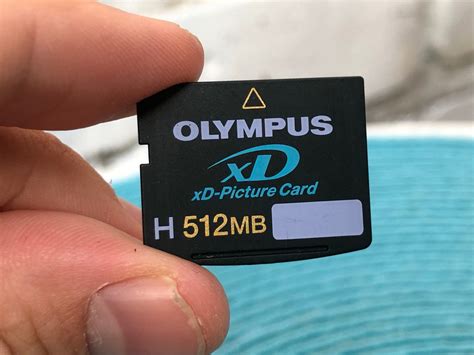 OLYMPUS
xD
xD-Picture Card
H 512MB